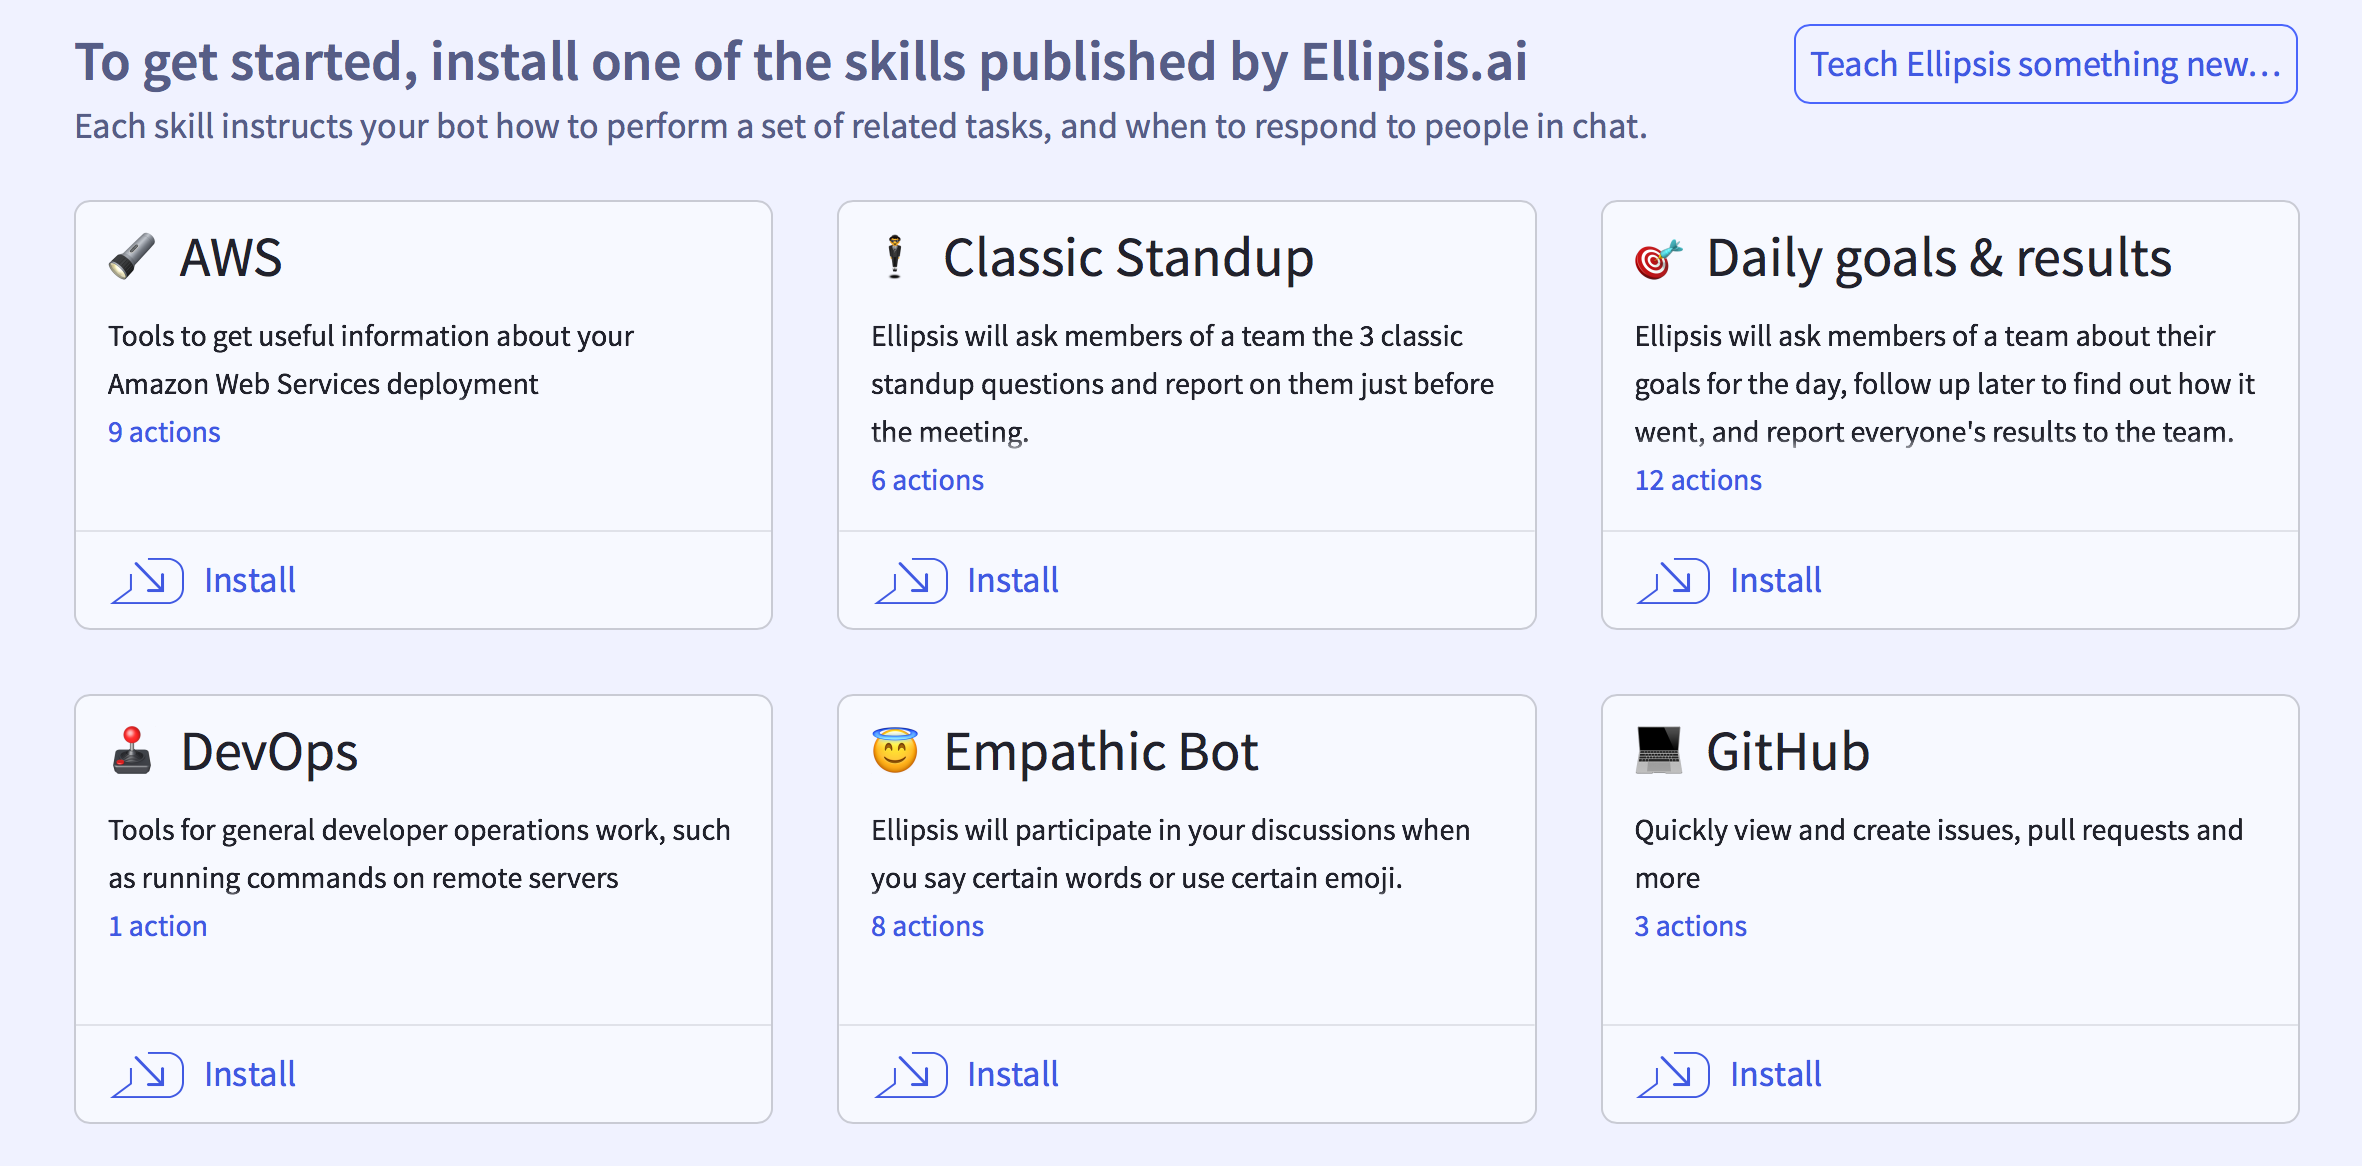 To get started, install one of the skills published by Ellipsis.ai
Teach Ellipsis something new…
Each skill instructs your bot how to perform a set of related tasks, and when to respond to people in chat.
AWS
Tools to get useful information about your
Amazon Web Services deployment
9 actions
Install
Classic Standup
Ellipsis will ask members of a team the 3 classic
standup questions and report on them just before
the meeting.
6 actions
Install
Daily goals & results
Ellipsis will ask members of a team about their
goals for the day, follow up later to find out how it
went, and report everyone's results to the team.
12 actions
Install
DevOps
Tools for general developer operations work, such
as running commands on remote servers
1 action
Install
Empathic Bot
Ellipsis will participate in your discussions when
you say certain words or use certain emoji.
8 actions
Install
GitHub
Quickly view and create issues, pull requests and
more
3 actions
Install